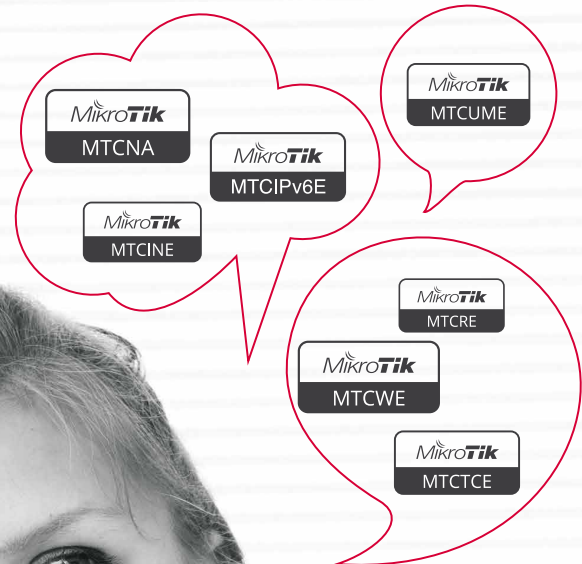 MikroTik
MTCNA
MikroTik
MTCIPv6E
MikroTik
MTCINE
MikroTik
MTCUME
MikroTik
MTCRE
MikroTik
MTCWE
MikroTik
MTCTCE